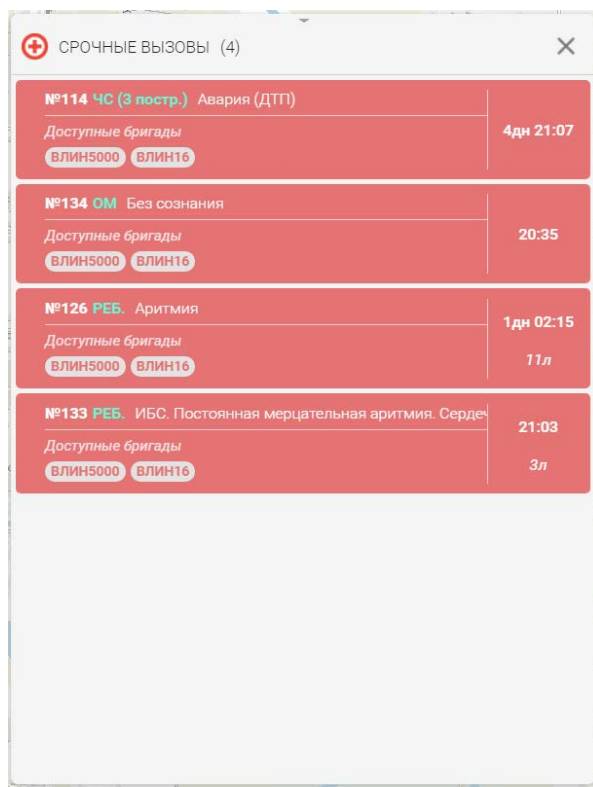 СРОЧНЫЕ ВЫЗОВЫ (4)
№114 ЧС (3 постр.) Авария (ДТП)
Доступные бригады
4дн 21:07
ВЛИН5000 ВЛИН16
№134 ОМ Без сознания
Доступные бригады
20:35
ВЛИН5000 ВЛИН16
№126 РЕБ. Аритмия
1дн 02:15
Доступные бригады
11л
ВЛИН5000 ВЛИН16
№133 РЕБ. ИБС. Постоянная мерцательная аритмия. Сердеч
21:03
Доступные бригады
3л
ВЛИН5000 ВЛИН16